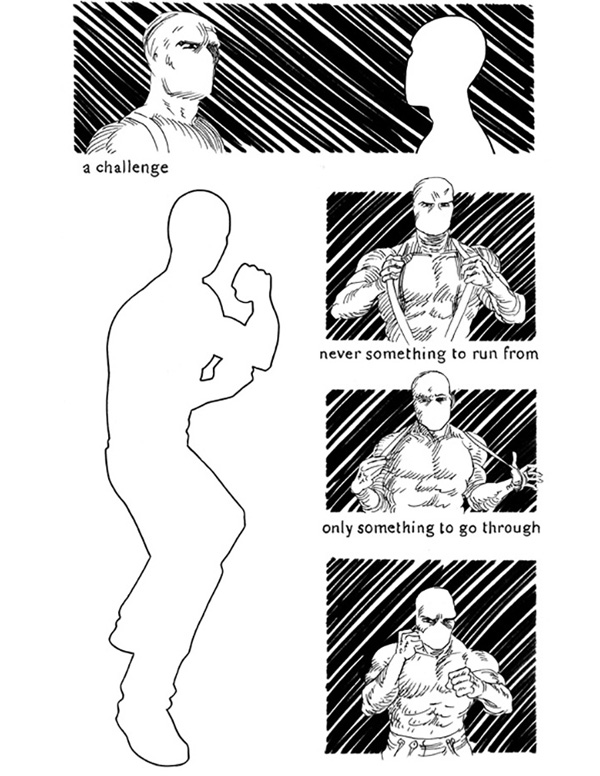 a challenge
never something to run from
only something to go through